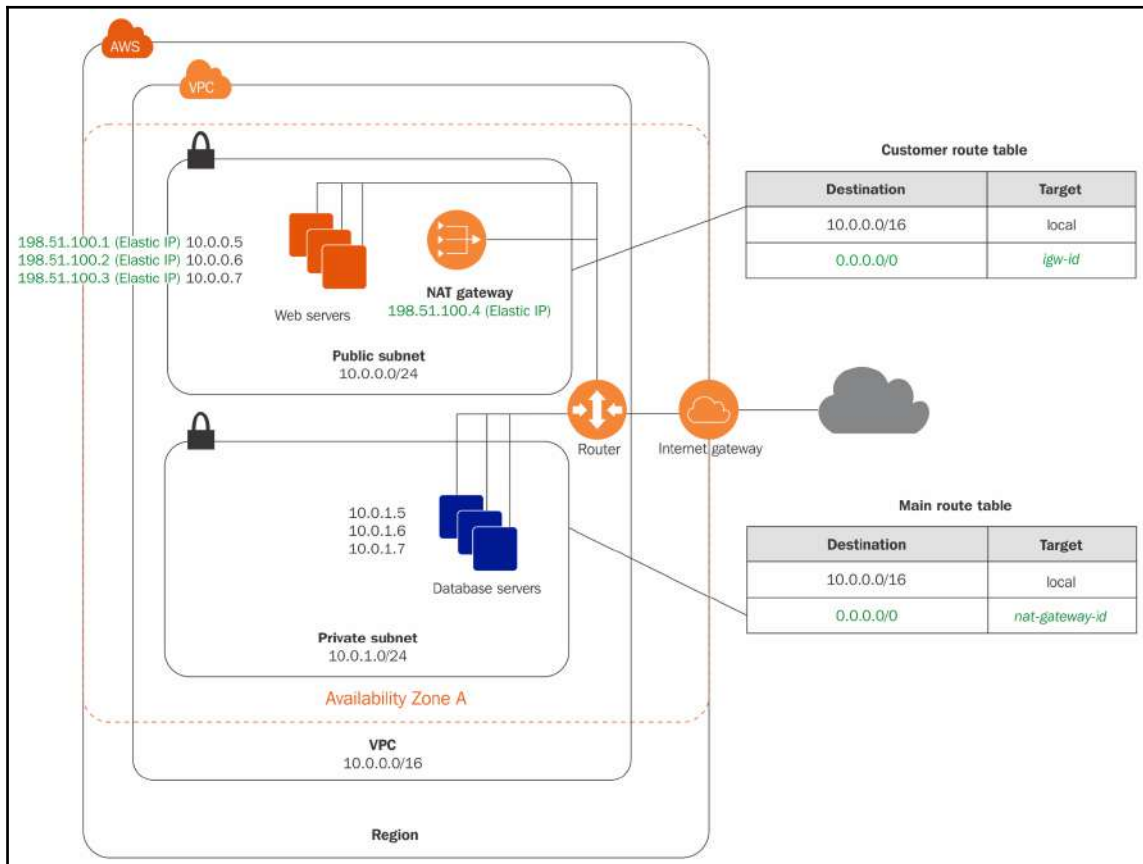 AWS
VPC
198.51.100.1 (Elastic IP) 10.0.0.5
198.51.100.2 (Elastic IP) 10.0.0.6
198.51.100.3 (Elastic IP) 10.0.0.7
Web servers
NAT gateway
198.51.100.4 (Elastic IP)
Public subnet
10.0.0.0/24
Customer route table
Destination Target
10.0.0.0/16 local
0.0.0.0/0 igw-id
Router
Internet gateway
10.0.1.5
10.0.1.6
10.0.1.7
Database servers
Private subnet
10.0.1.0/24
Main route table
Destination Target
10.0.0.0/16 local
0.0.0.0/0 nat-gateway-id
Availability Zone A
VPC
10.0.0.0/16
Region